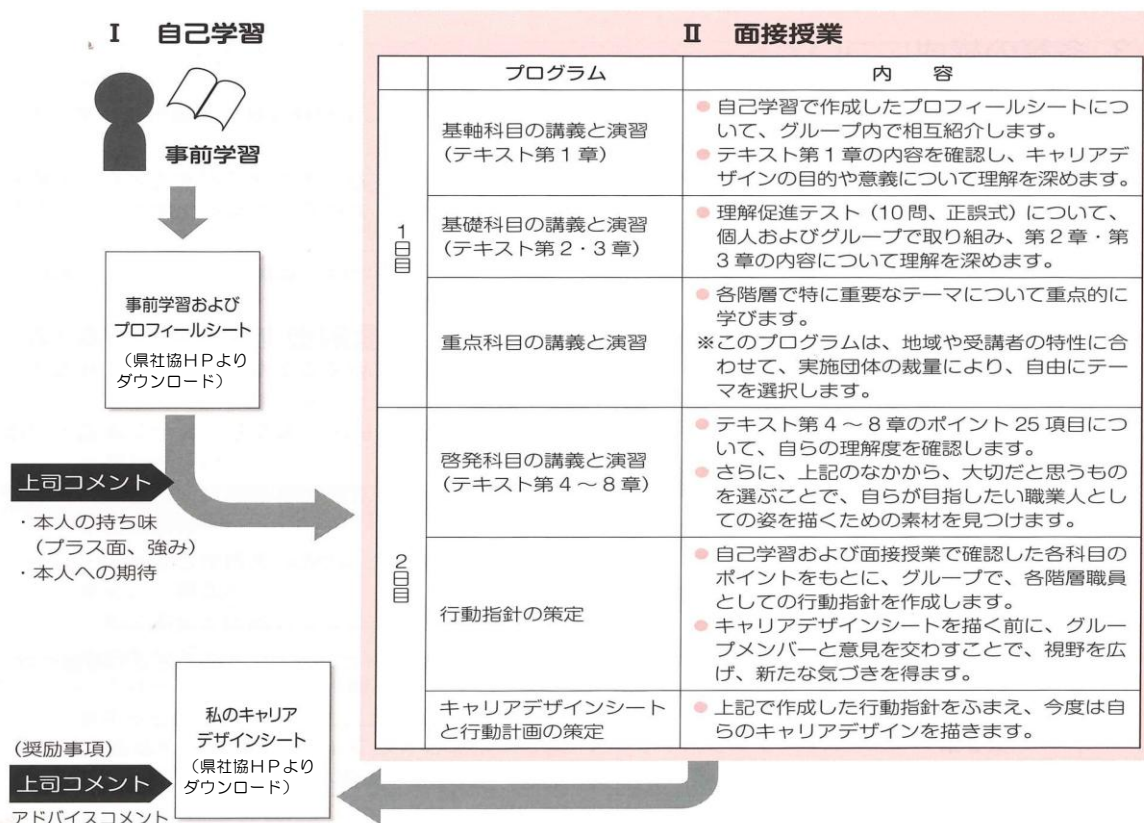 Ⅰ　自己学習
事前学習
事前学習および
プロフィールシート
（県社協ＨＰより
ダウンロード）
上司コメント
・本人の持ち味
（プラス面、強み）
・本人への期待
Ⅱ　面接授業
プログラム
内　容
1日目
基軸科目の講義と演習
(テキスト第１章)
● 自己学習で作成したプロフィールシートにつ
いて、グループ内で相互紹介します。
● テキスト第１章の内容を確認し、キャリアデ
ザインの目的や意義について理解を深めます。
基礎科目の講義と演習
(テキスト第２・３章)
● 理解促進テスト（10問、正誤式）について、
個人およびグループで取り組み、第２章・第
３章の内容について理解を深めます。
重点科目の講義と演習
● 各階層で特に重要なテーマについて重点的に
学びます。
※このプログラムは、地域や受講者の特性に合
わせて、実施団体の裁量により、自由にテー
マを選択します。
2日目
啓発科目の講義と演習
(テキスト第４～８章)
● テキスト第４～８章のポイント 25 項目につ
いて、自らの理解度を確認します。
● さらに、上記のなかから、大切だと思うもの
を選ぶことで、自らが目指したい職業人とし
ての姿を描くための素材を見つけます。
行動指針の策定
● 自己学習および面接授業で確認した各科目の
ポイントをもとに、グループで、各階層職員
としての行動指針を作成します。
● キャリアデザインシートを描く前に、グルー
プメンバーと意見を交わすことで、視野を広
げ、新たな気づきを得ます。
キャリアデザインシート
と行動計画の策定
● 上記で作成した行動指針をふまえ、今度は自
らのキャリアデザインを描きます。
私のキャリア
デザインシート
（県社協ＨＰより
ダウンロード）
(奨励事項)
上司コメント
アドバイスコメント